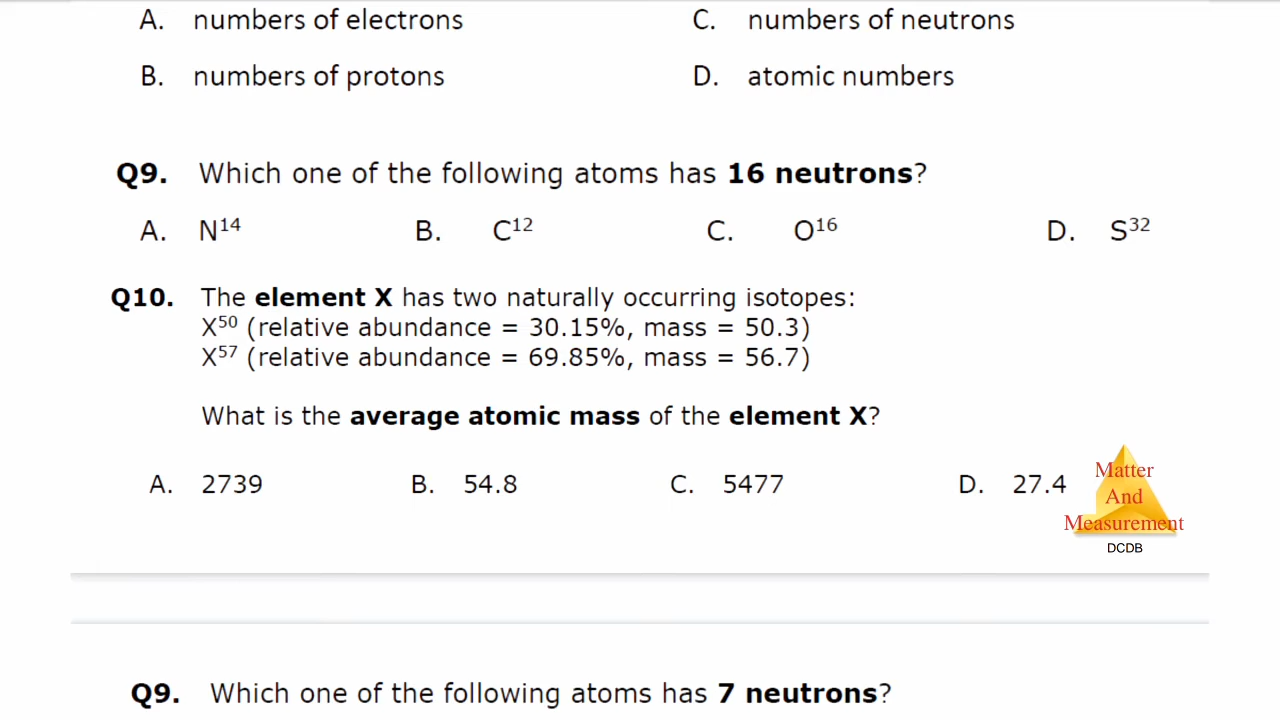 A. numbers of electrons C. numbers of neutrons
B. numbers of protons D. atomic numbers
Q9. Which one of the following atoms has 16 neutrons?
A. N¹⁴ B. C¹² C. O¹⁶ D. S³²
Q10. The element X has two naturally occurring isotopes:
X⁵⁰ (relative abundance = 30.15%, mass = 50.3)
X⁵⁷ (relative abundance = 69.85%, mass = 56.7)
What is the average atomic mass of the element X?
A. 2739 B. 54.8 C. 5477 D. 27.4
Matter
And
Measurement
DCDB
Q9. Which one of the following atoms has 7 neutrons?